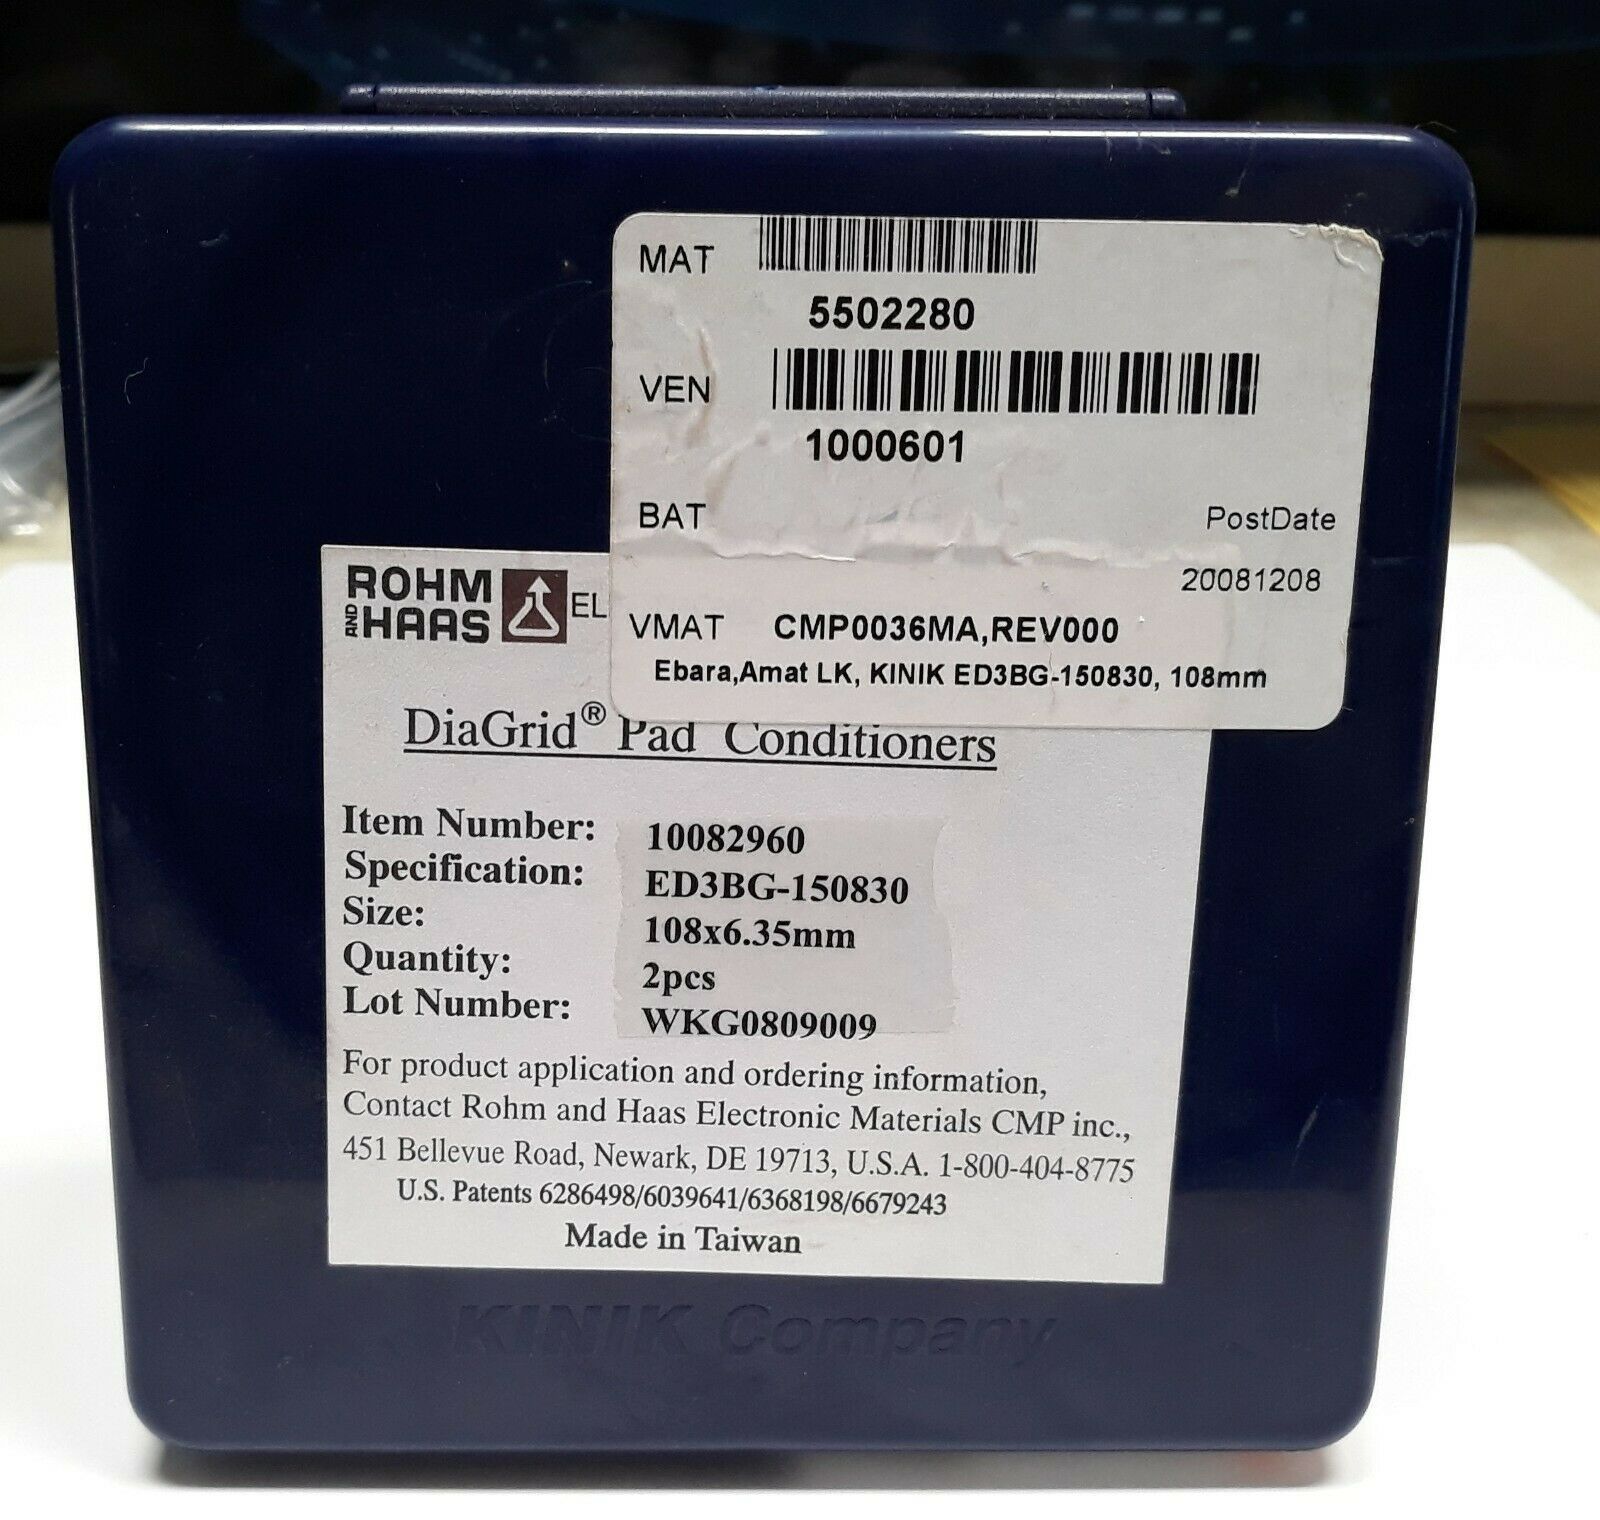 MAT
5502280
VEN
1000601
BAT
PostDate
20081208
VMAT CMP0036MA,REV000
Ebara,Amat LK, KINIK ED3BG-150830, 108mm
ROHM
AND HAAS
EL
DiaGrid® Pad Conditioners
Item Number: 10082960
Specification: ED3BG-150830
Size: 108x6.35mm
Quantity: 2pcs
Lot Number: WKG0809009
For product application and ordering information,
Contact Rohm and Haas Electronic Materials CMP inc.,
451 Bellevue Road, Newark, DE 19713, U.S.A. 1-800-404-8775
U.S. Patents 6286498/6039641/6368198/6679243
Made in Taiwan
KINIK Company